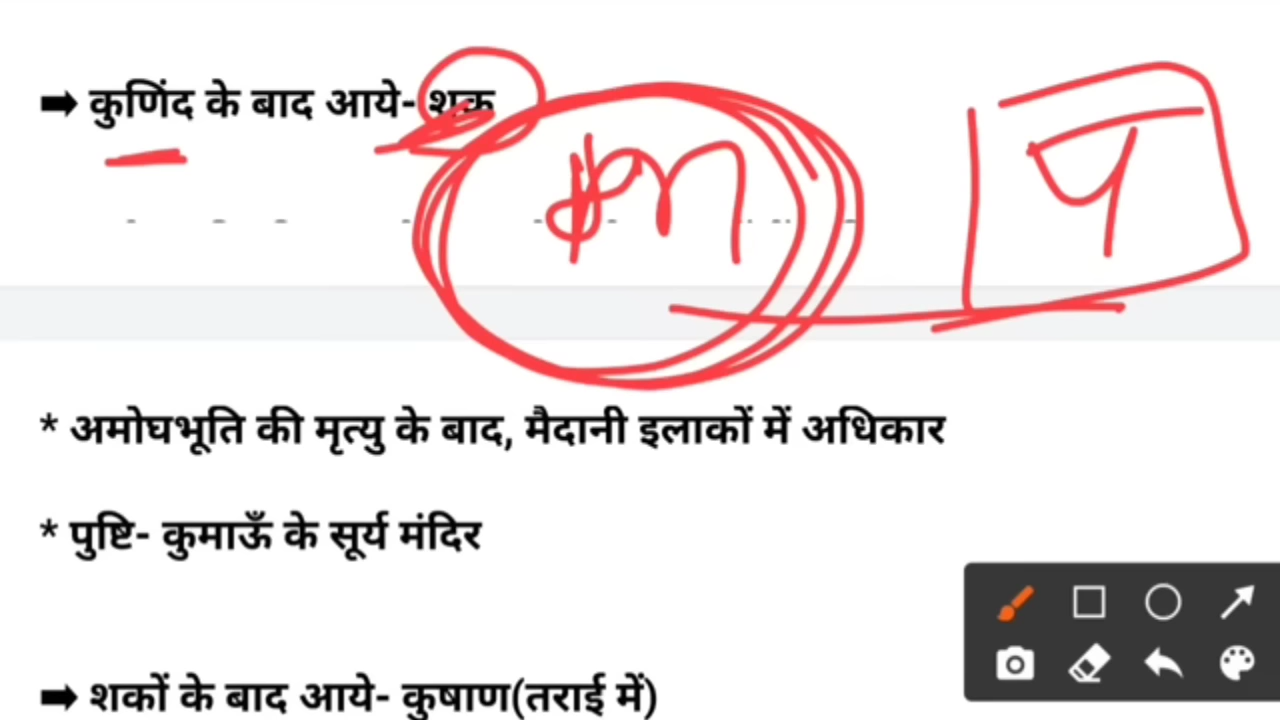 ➡ कुणिंद के बाद आये- शक
प
* अमोघभूति की मृत्यु के बाद, मैदानी इलाकों में अधिकार
* पुष्टि- कुमाऊँ के सूर्य मंदिर
➡ शकों के बाद आये- कुषाण(तराई में)